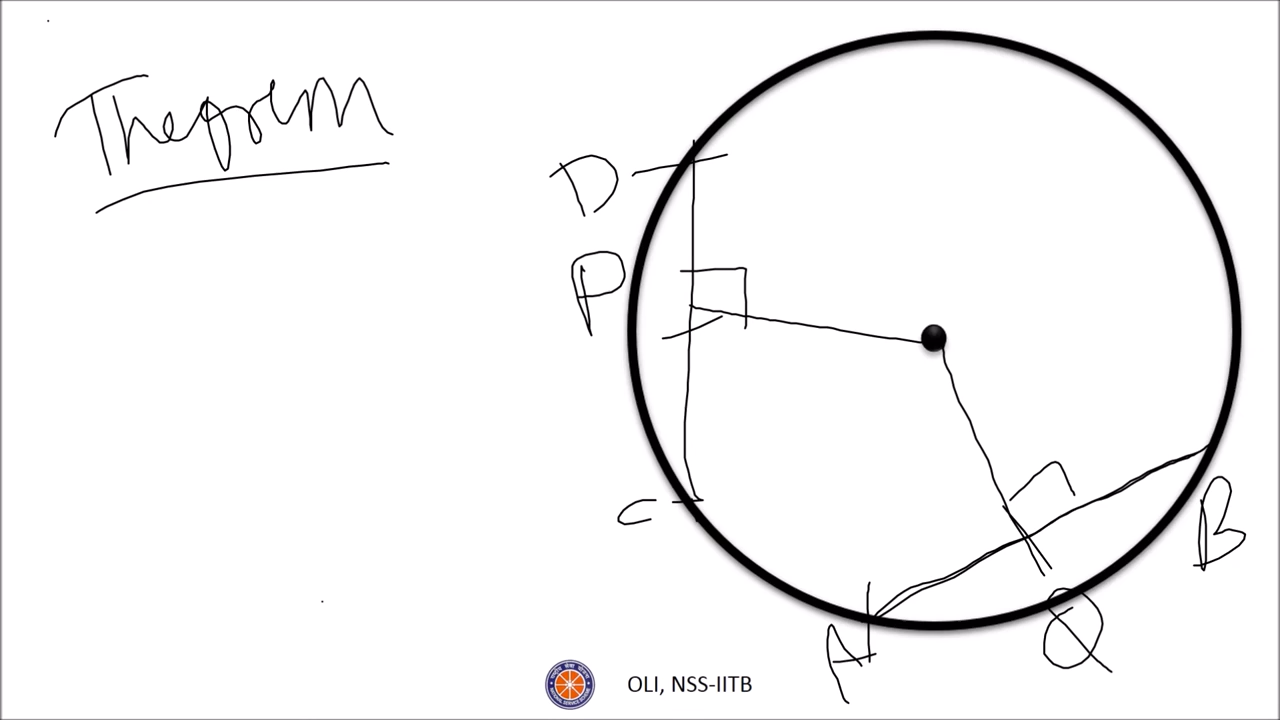 Theorem
D
P
C
B
A
Q
OLI, NSS-IITB